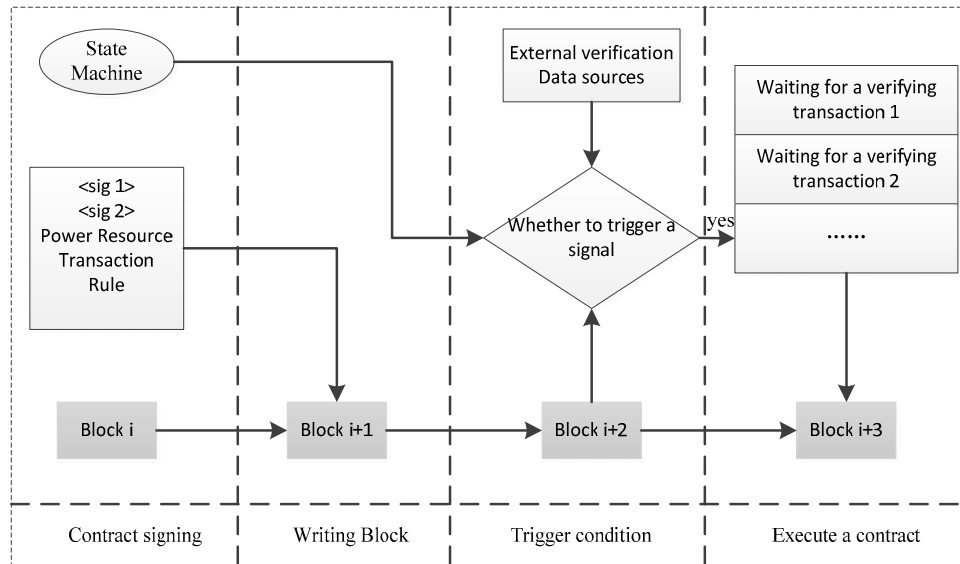 State
Machine
External verification
Data sources
Waiting for a verifying
transaction 1
Waiting for a verifying
transaction 2
......
<sig 1>
<sig 2>
Power Resource
Transaction
Rule
Whether to trigger a
signal
yes
Block i
Block i+1
Block i+2
Block i+3
Contract signing
Writing Block
Trigger condition
Execute a contract